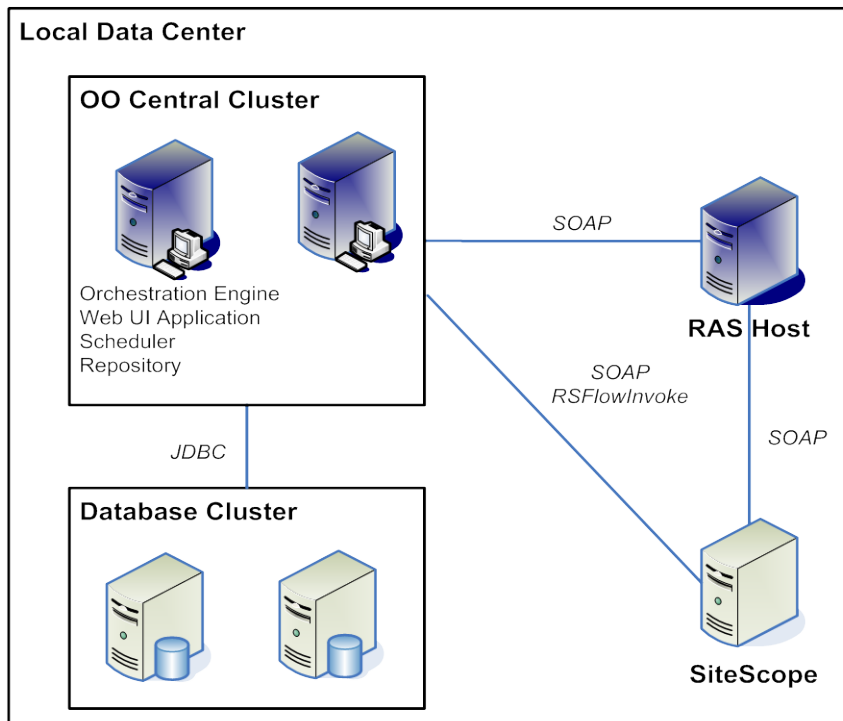 Local Data Center
OO Central Cluster
Orchestration Engine
Web UI Application
Scheduler
Repository
SOAP
RAS Host
SOAP
RSFlowInvoke
SOAP
JDBC
Database Cluster
SiteScope